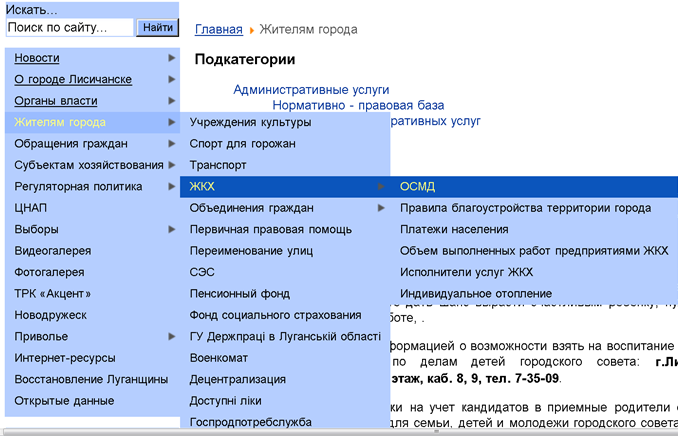 Искать...
Поиск по сайту...
Найти
Новости
О городе Лисичанске
Органы власти
Жителям города
Обращения граждан
Субъектам хозяйствования
Регуляторная политика
ЦНАП
Выборы
Видеогалерея
Фотогалерея
ТРК «Акцент»
Новодружеск
Приволье
Интернет-ресурсы
Восстановление Луганщины
Открытые данные
Главная Жителям города
Подкатегории
Административные услуги
Нормативно - правовая база
ративных услуг
Учреждения культуры
Спорт для горожан
Транспорт
ЖКХ
Объединения граждан
Первичная правовая помощь
Переименование улиц
СЭС
Пенсионный фонд
Фонд социального страхования
ГУ Держпраці в Луганській області
Военкомат
Децентрализация
Доступні ліки
Госпродпотребслужба
ОСМД
Правила благоустройства территории города
Платежи населения
Объем выполненных работ предприятиями ЖКХ
Исполнители услуг ЖКХ
Индивидуальное отопление
боте, .
формацией о возможности взять на воспитание
по делам детей городского совета: г.Ли
этаж, каб. 8, 9, тел. 7-35-09.
ки на учет кандидатов в приемные родители
для семьи, детей и молодежи городского совета